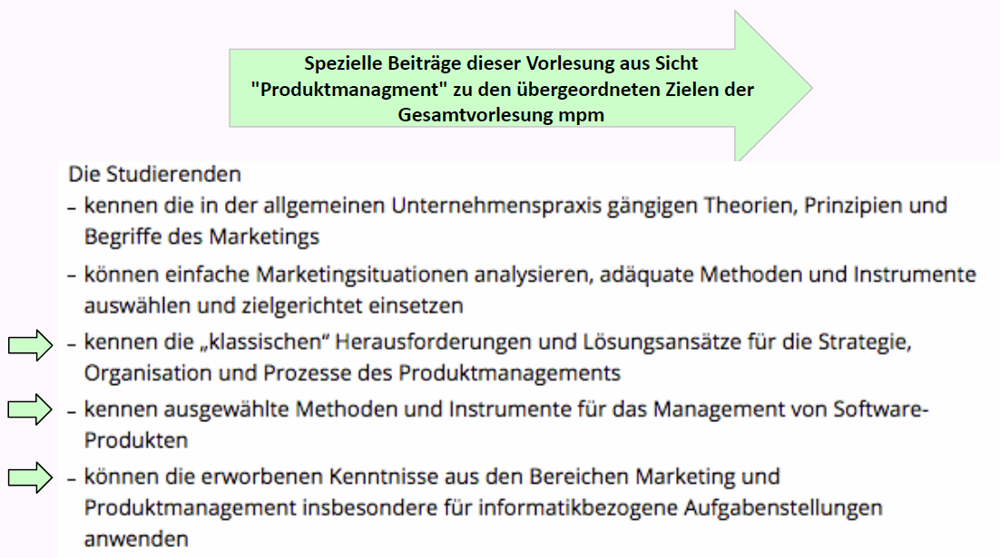 Spezielle Beiträge dieser Vorlesung aus Sicht
"Produktmanagment" zu den übergeordneten Zielen der
Gesamtvorlesung mpm
Die Studierenden
– kennen die in der allgemeinen Unternehmenspraxis gängigen Theorien, Prinzipien und
Begriffe des Marketings
– können einfache Marketingsituationen analysieren, adäquate Methoden und Instrumente
auswählen und zielgerichtet einsetzen
– kennen die „klassischen“ Herausforderungen und Lösungsansätze für die Strategie,
Organisation und Prozesse des Produktmanagements
– kennen ausgewählte Methoden und Instrumente für das Management von Software-
Produkten
– können die erworbenen Kenntnisse aus den Bereichen Marketing und
Produktmanagement insbesondere für informatikbezogene Aufgabenstellungen
anwenden